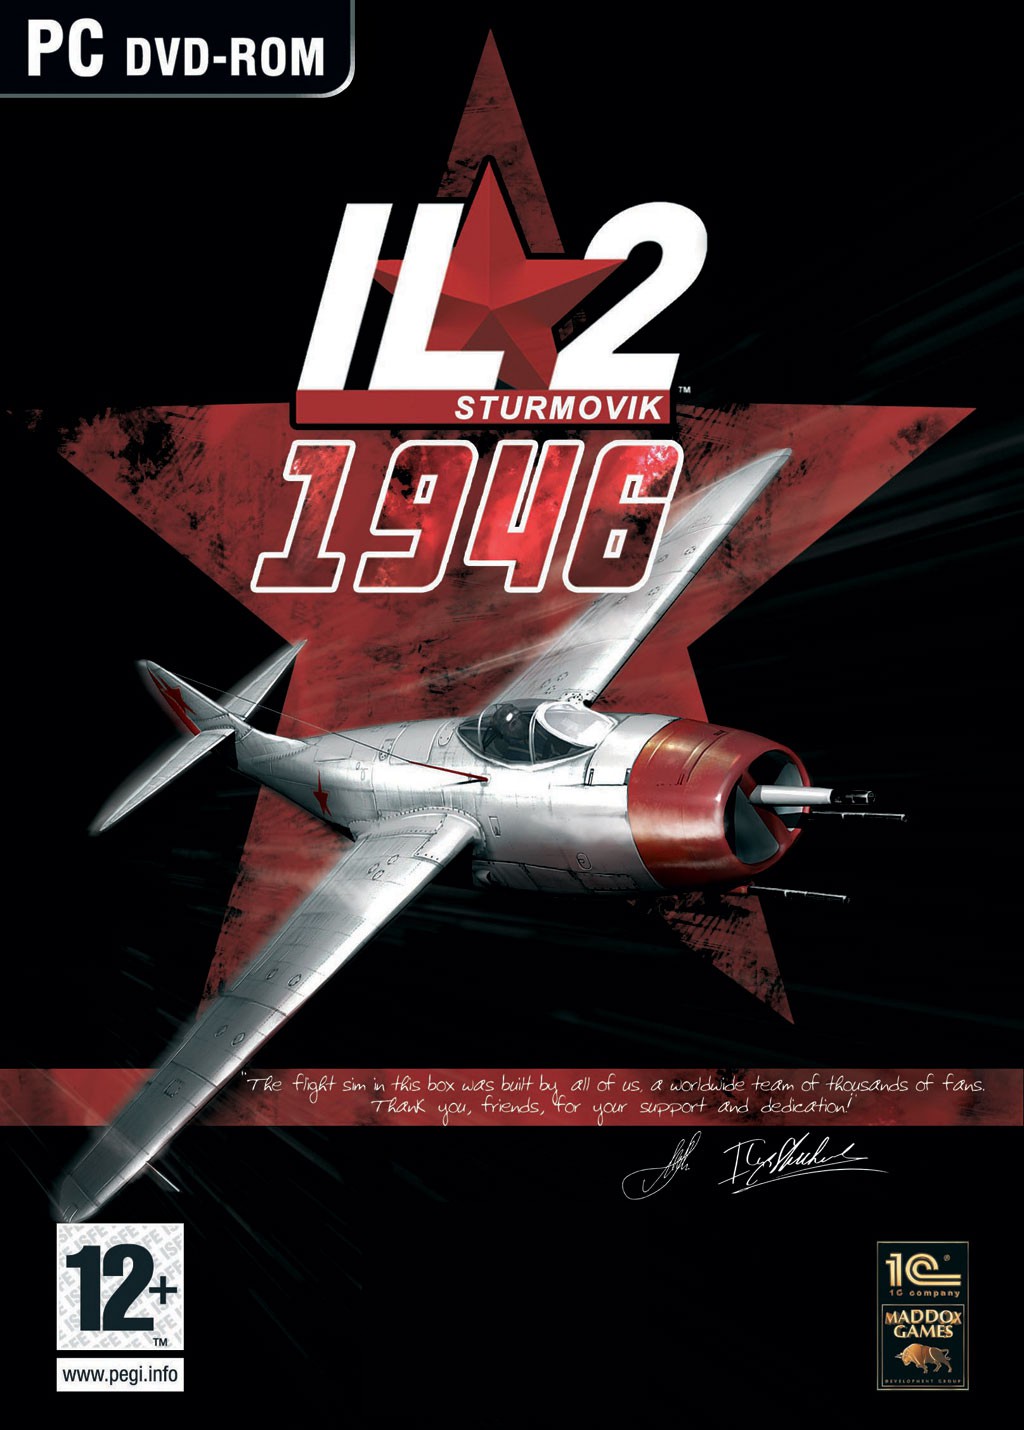 PC DVD-ROM
IL 2
™
STURMOVIK
1946
"The flight sim in this box was built by all of us, a worldwide team of thousands of fans.
Thank you, friends, for your support and dedication!"
12+
™
www.pegi.info
1C ®
1C company
MADDOX
GAMES
DEVELOPMENT GROUP